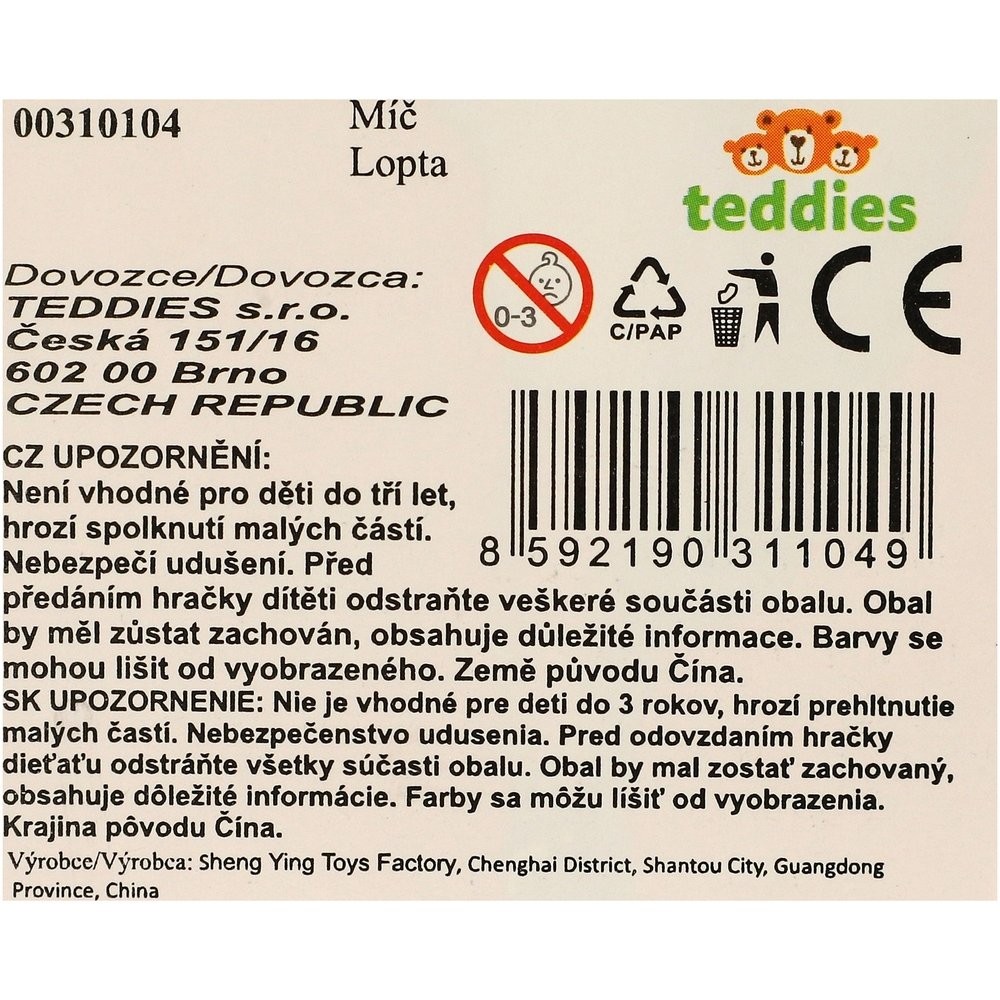 00310104
Míč
Lopta
teddies
0-3
C/PAP
CE
Dovozce/Dovozca:
TEDDIES s.r.o.
Česká 151/16
602 00 Brno
CZECH REPUBLIC
8 592190 311049
CZ UPOZORNĚNÍ:
Není vhodné pro děti do tří let,
hrozí spolknutí malých částí.
Nebezpečí udušení. Před
předáním hračky dítěti odstraňte veškeré součásti obalu. Obal
by měl zůstat zachován, obsahuje důležité informace. Barvy se
mohou lišit od vyobrazeného. Země původu Čína.
SK UPOZORNENIE: Nie je vhodné pre deti do 3 rokov, hrozí prehltnutie
malých častí. Nebezpečenstvo udusenia. Pred odovzdaním hračky
dieťaťu odstráňte všetky súčasti obalu. Obal by mal zostať zachovaný,
obsahuje dôležité informácie. Farby sa môžu líšiť od vyobrazenia.
Krajina pôvodu Čína.
Výrobce/Výrobca: Sheng Ying Toys Factory, Chenghai District, Shantou City, Guangdong
Province, China